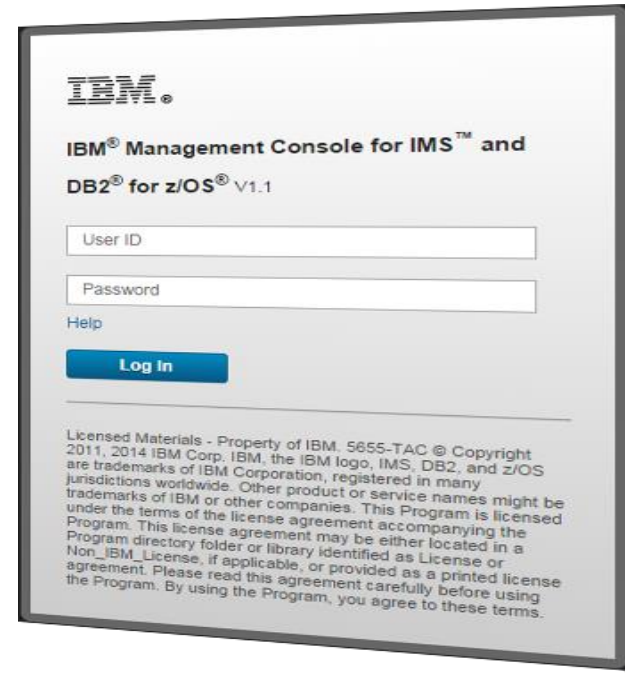 IBM®
IBM® Management Console for IMS™ and
DB2® for z/OS® V1.1
User ID
Password
Help
Log In
Licensed Materials - Property of IBM. 5655-TAC © Copyright
2011, 2014 IBM Corp. IBM, the IBM logo, IMS, DB2, and z/OS
are trademarks of IBM Corporation, registered in many
jurisdictions worldwide. Other product or service names might be
trademarks of IBM or other companies. This Program is licensed
under the terms of the license agreement accompanying the
Program. This license agreement may be either located in a
Program directory folder or library identified as License or
Non_IBM_License, if applicable, or provided as a printed license
agreement. Please read this agreement carefully before using
the Program. By using the Program, you agree to these terms.